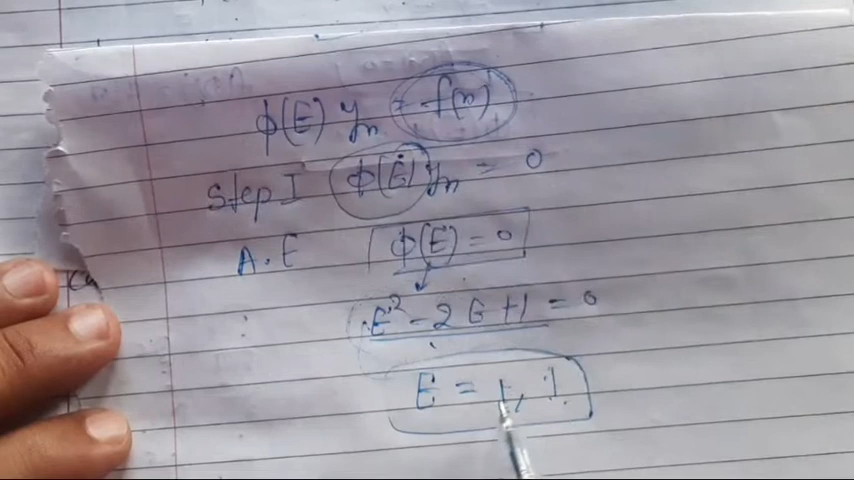 ϕ(E) yn = f(n)
Step I ϕ(E) yn = 0
A.E ϕ(E) = 0
E² - 2E + 1 = 0
E = 1, 1.